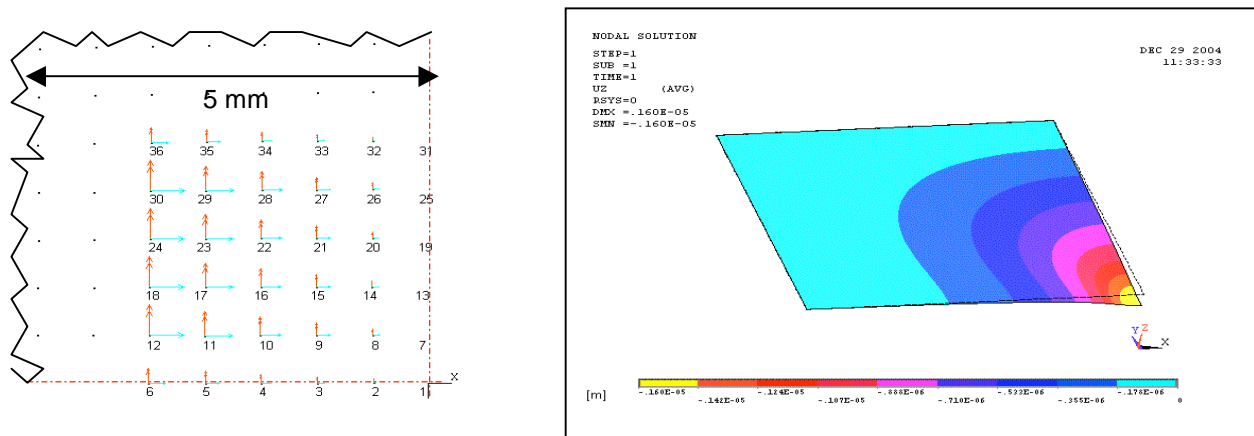 5 mm
36 35 34 33 32 31
30 29 28 27 26 25
24 23 22 21 20 19
18 17 16 15 14 13
12 11 10 9 8 7
X
6 5 4 3 2 1
NODAL SOLUTION
STEP=1
SUB =1
TIME=1
UZ (AVG)
RSYS=0
DMX =.160E-05
SMN =-.160E-05
DEC 29 2004
11:33:33
Y Z X
[m]
-.160E-05 -.124E-05 -.888E-06 -.533E-06 -.178E-06
-.142E-05 -.107E-05 -.710E-06 -.355E-06 0